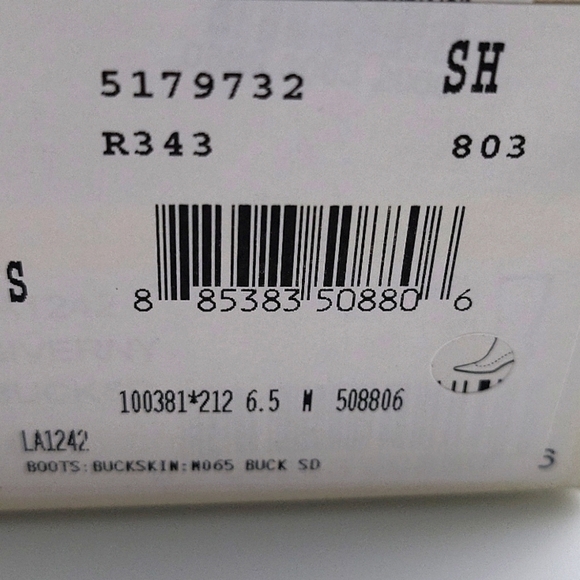 SH
5179732
R343 803
S
8 85383 50880 6
100381*212 6.5 M 508806
LA1242
BOOTS:BUCKSKIN:M065 BUCK SD
3